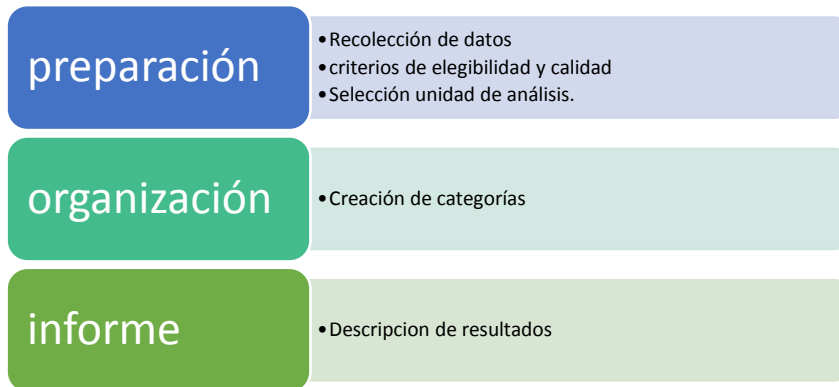 preparación
•Recolección de datos
•criterios de elegibilidad y calidad
•Selección unidad de análisis.
organización
•Creación de categorías
informe
•Descripcion de resultados